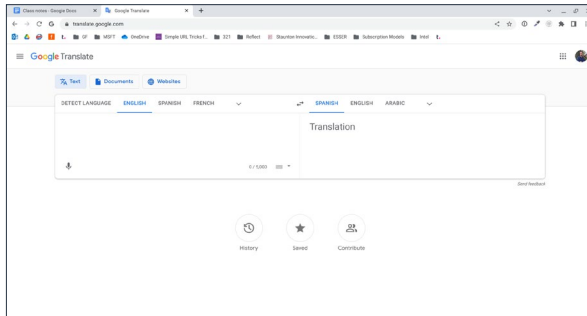 Class notes - Google Docs
Google Translate
translate.google.com
GF MSFT OneDrive Simple URL Tricks f... 321 Reflect Staunton Innovatio... ESSER Subscription Models Intel t.
Google Translate
Text Documents Websites
DETECT LANGUAGE ENGLISH SPANISH FRENCH SPANISH ENGLISH ARABIC
Translation
0 / 5,000
Send feedback
History Saved Contribute